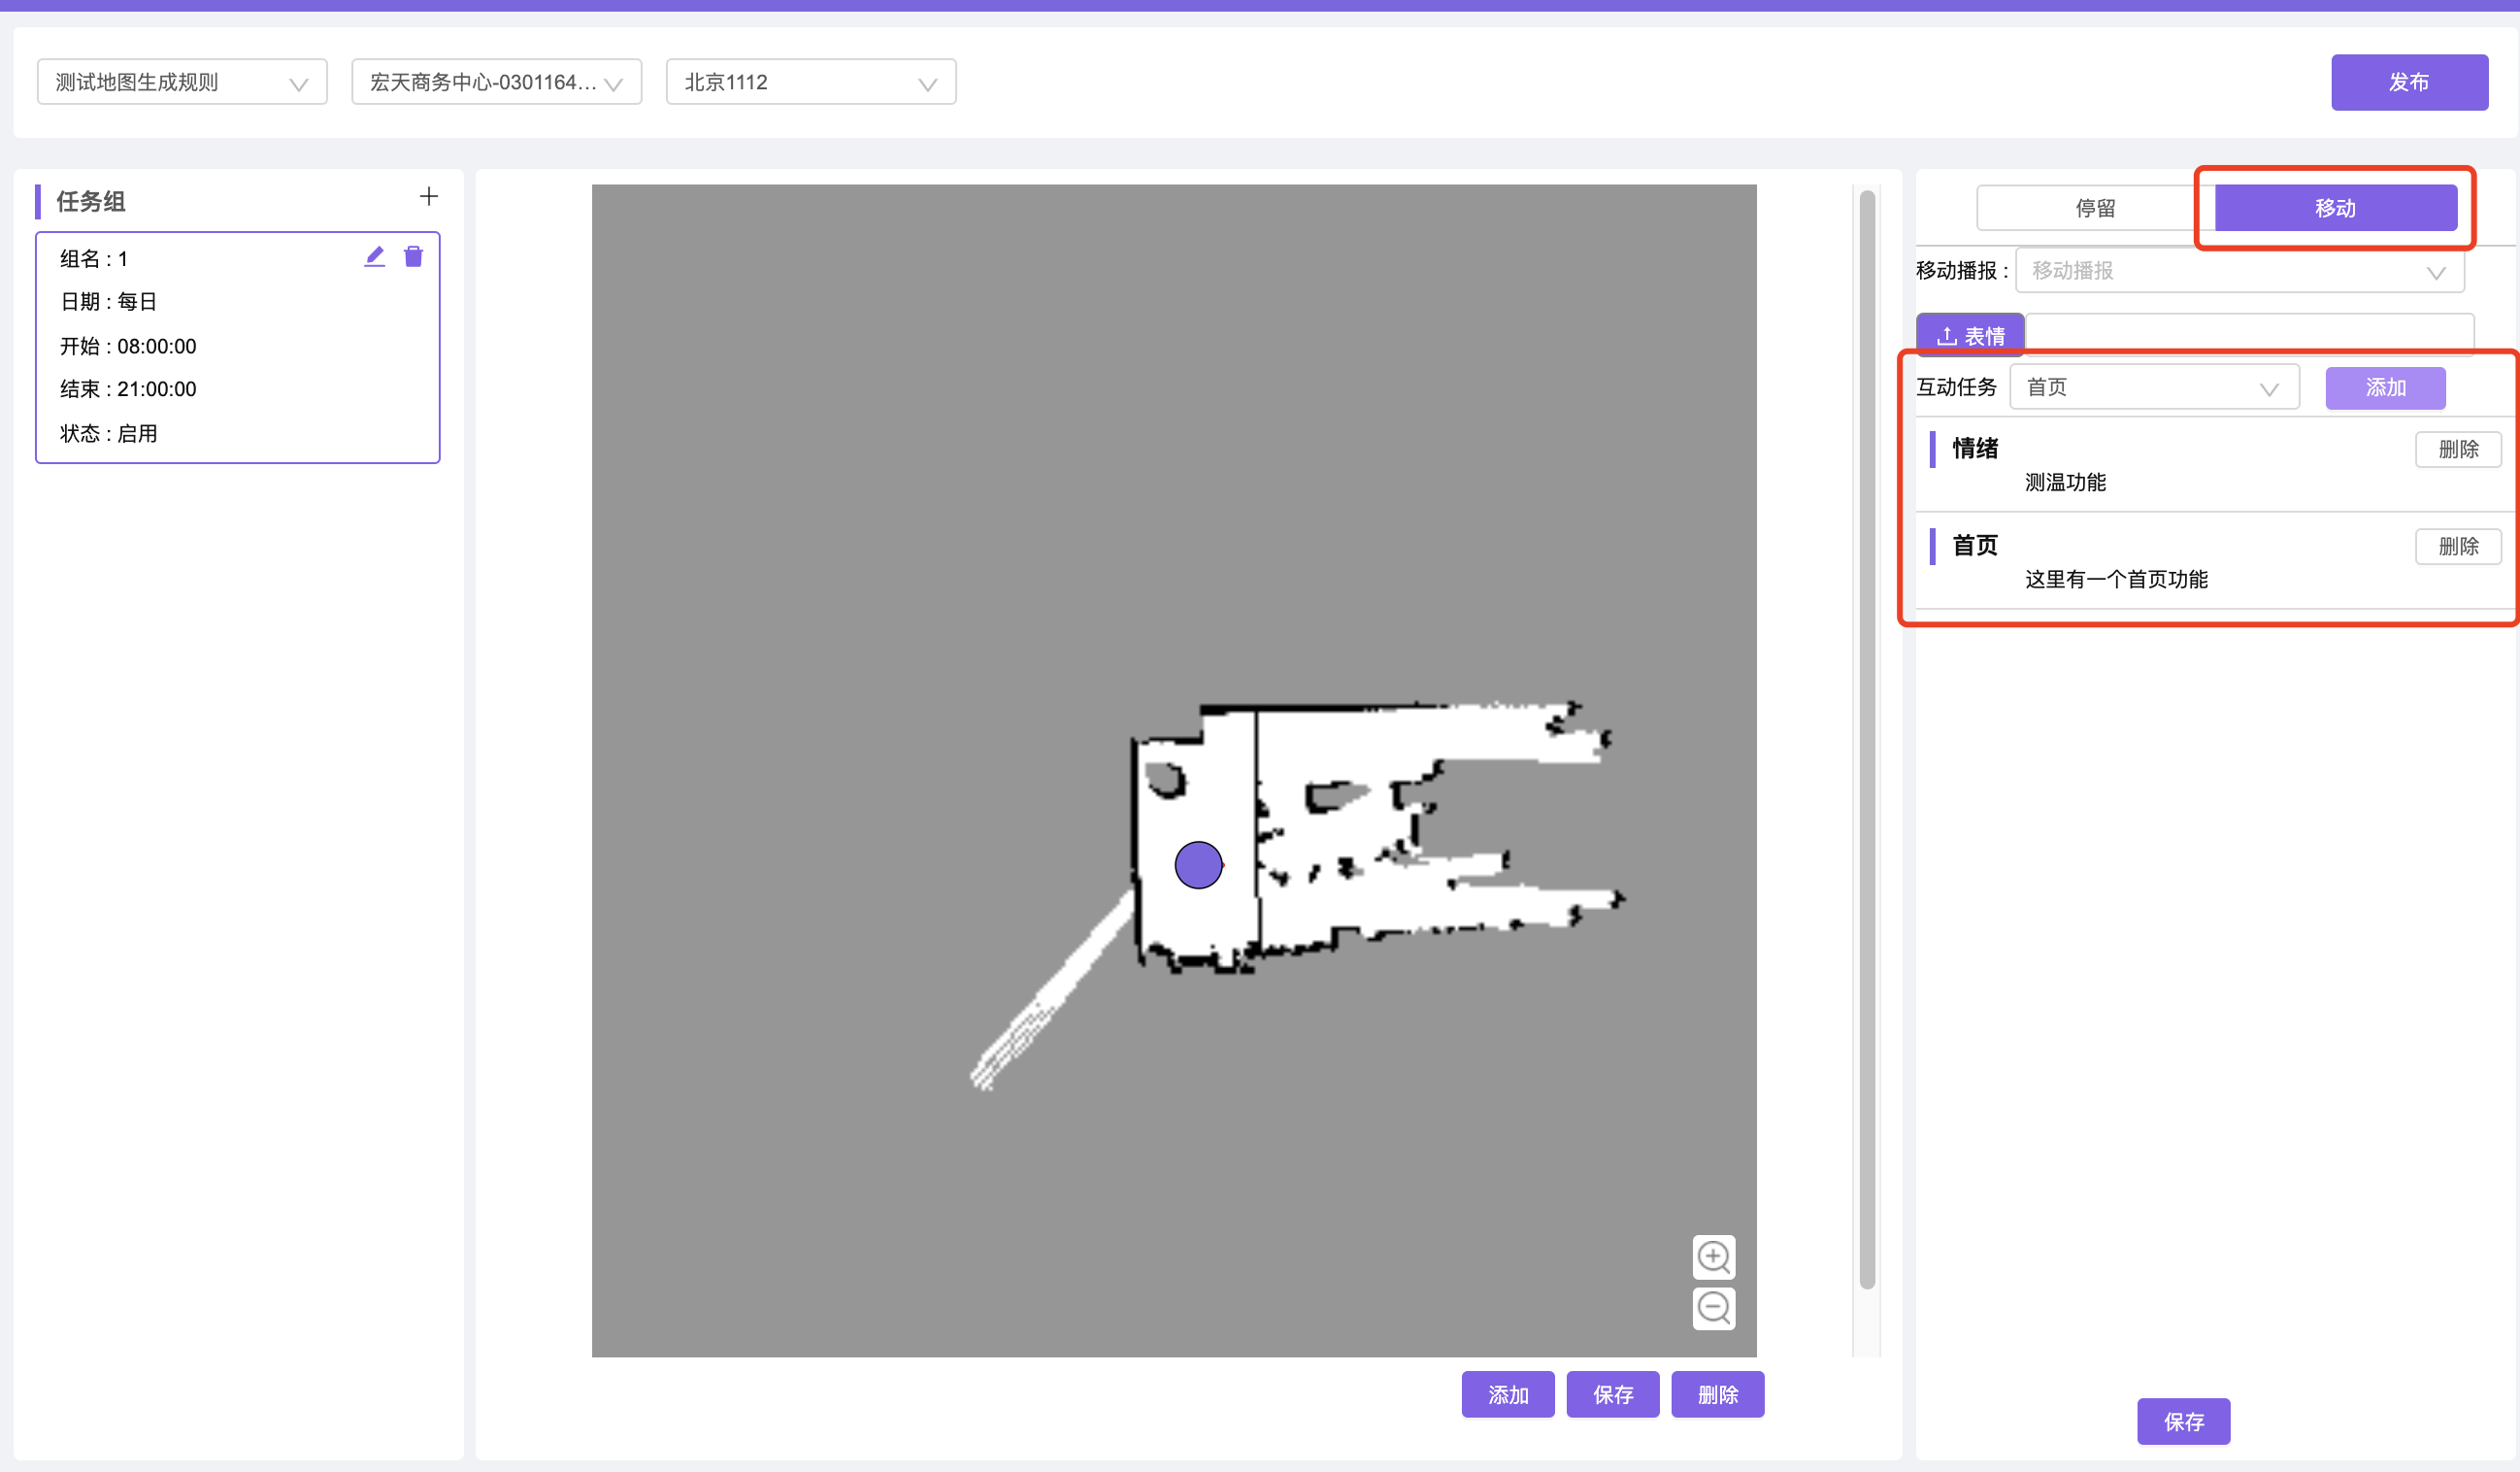 测试地图生成规则
宏天商务中心-0301164...
北京1112
发布
任务组
组名 : 1
日期 : 每日
开始 : 08:00:00
结束 : 21:00:00
状态 : 启用
添加
保存
删除
停留
移动
移动播报 :
移动播报
表情
互动任务
首页
添加
情绪
删除
测温功能
首页
删除
这里有一个首页功能
保存